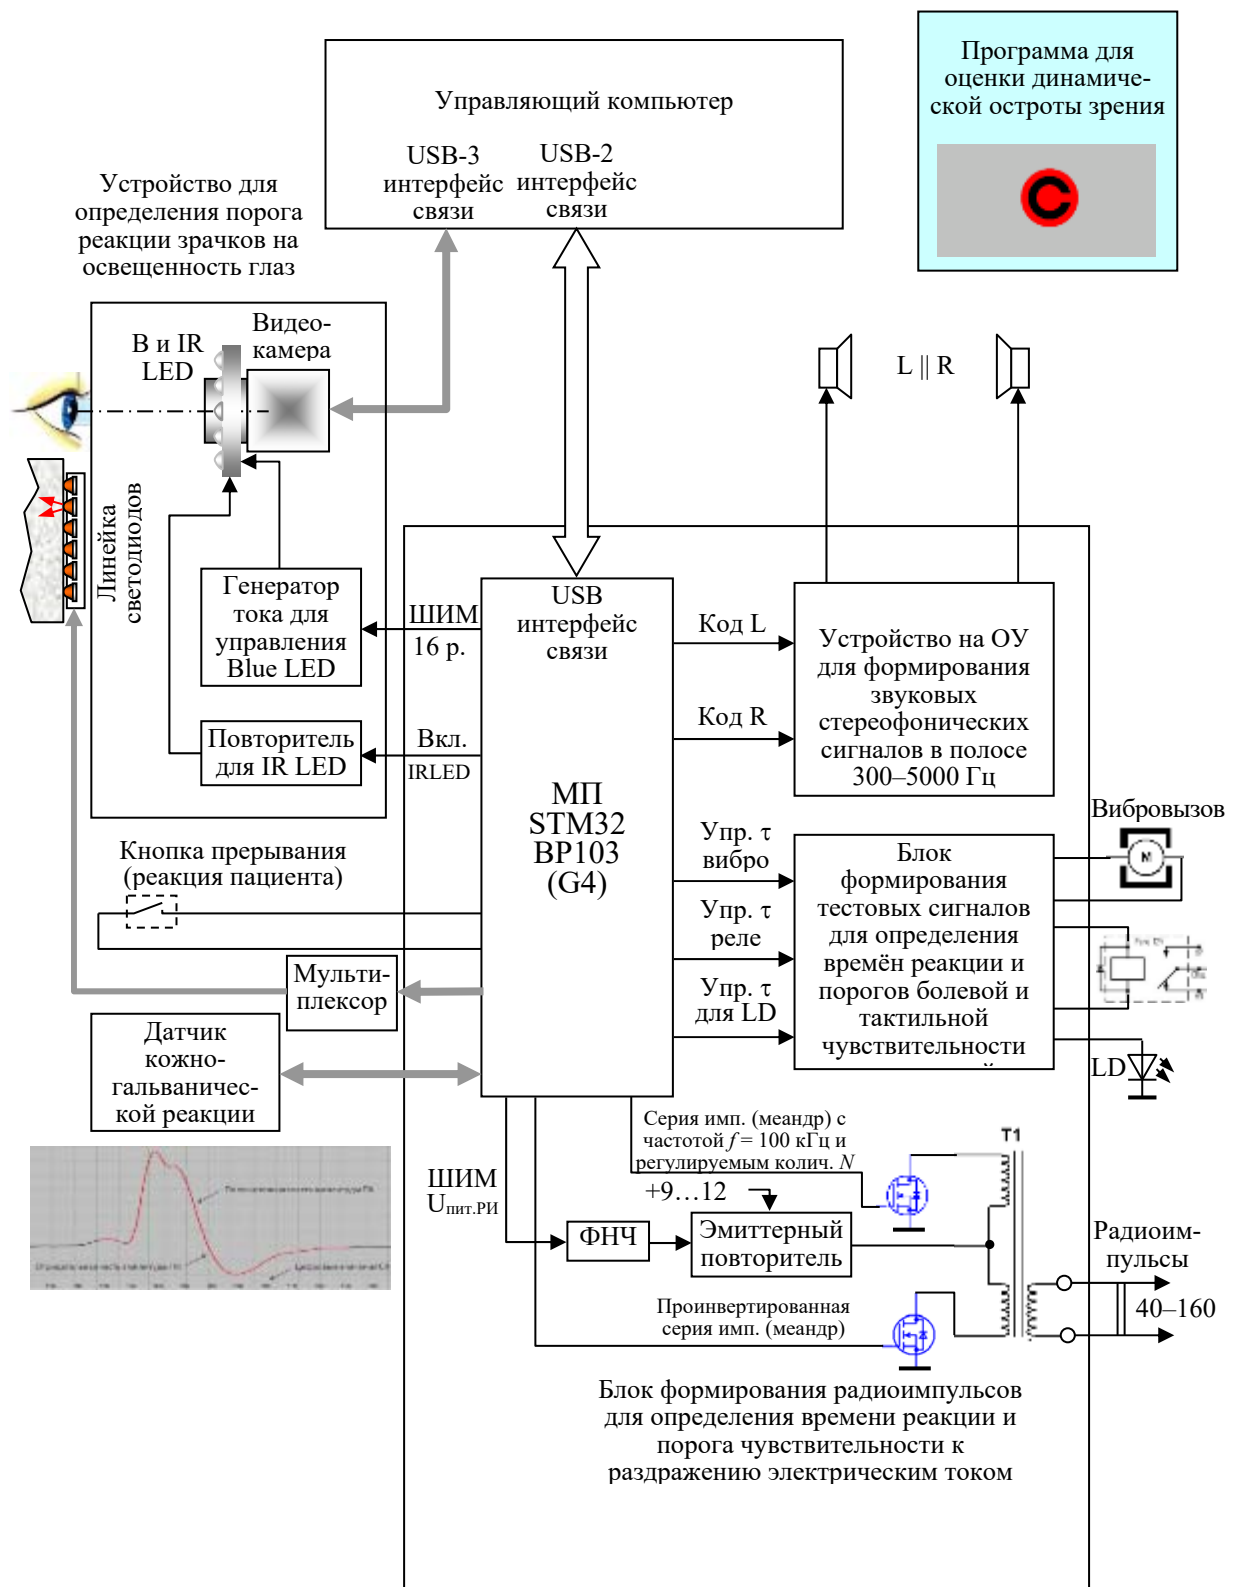 Программа для
оценки динамиче-
ской остроты зрения
Управляющий компьютер
USB-3
интерфейс
связи
USB-2
интерфейс
связи
Устройство для
определения порога
реакции зрачков на
освещенность глаз
В и IR
LED
Видео-
камера
L || R
Линейка
светодиодов
Генератор
тока для
управления
Blue LED
ШИМ
16 р.
USB
интерфейс
связи
Код L
Код R
Устройство на ОУ
для формирования
звуковых
стереофонических
сигналов в полосе
300–5000 Гц
Повторитель
для IR LED
Вкл.
IRLED
МП
STM32
BP103
(G4)
Вибровызов
М
Кнопка прерывания
(реакция пациента)
Упр. τ
вибро
Упр. τ
реле
Упр. τ
для LD
Блок
формирования
тестовых сигналов
для определения
времён реакции и
порогов болевой и
тактильной
чувствительности
LD
Мульти-
плексор
Датчик
кожно-
гальваничес-
кой реакции
Серия имп. (меандр) с
частотой f = 100 кГц и
регулируемым колич. N
Т1
ШИМ
Uпит.РИ
+9…12
ФНЧ
Эмиттерный
повторитель
Радиоим-
пульсы
40–160
Проинвертированная
серия имп. (меандр)
Блок формирования радиоимпульсов
для определения времени реакции и
порога чувствительности к
раздражению электрическим током